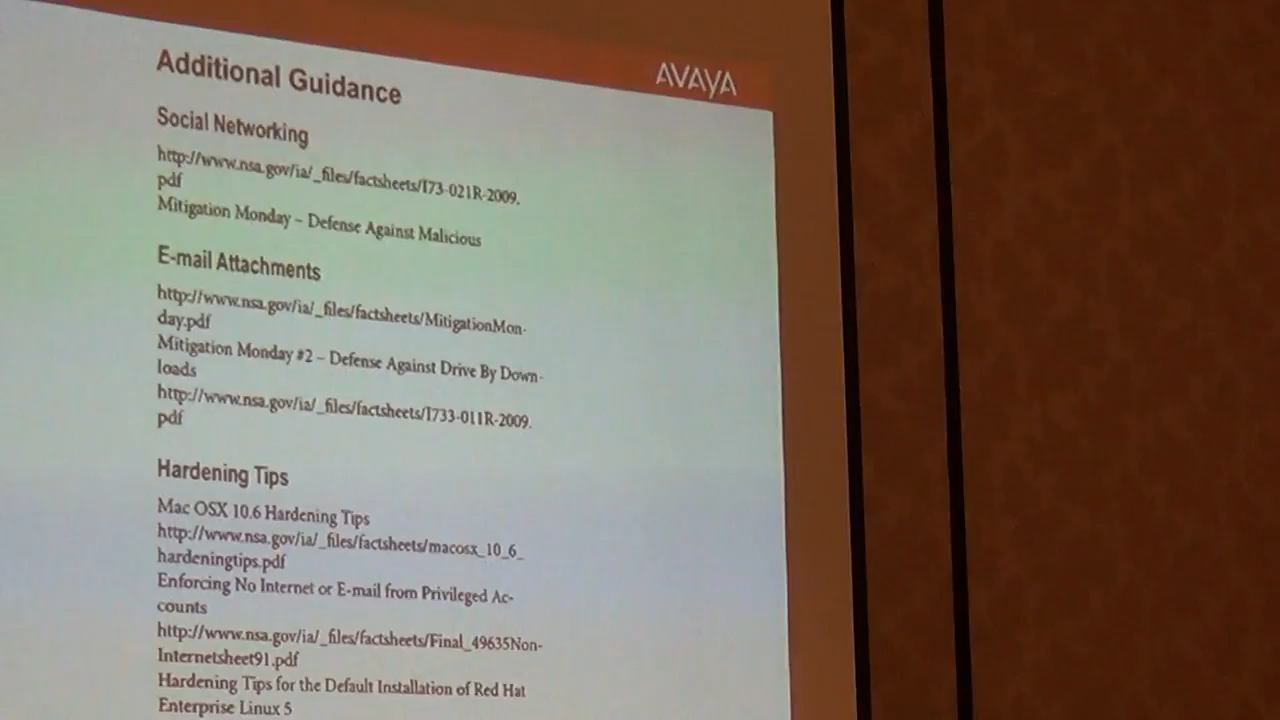 Additional Guidance
AVAYA
Social Networking
http://www.nsa.gov/ia/_files/factsheets/I73-021R-2009.
pdf
Mitigation Monday – Defense Against Malicious
E-mail Attachments
http://www.nsa.gov/ia/_files/factsheets/MitigationMon-
day.pdf
Mitigation Monday #2 – Defense Against Drive By Down-
loads
http://www.nsa.gov/ia/_files/factsheets/I733-011R-2009.
pdf
Hardening Tips
Mac OSX 10.6 Hardening Tips
http://www.nsa.gov/ia/_files/factsheets/macosx_10_6_
hardeningtips.pdf
Enforcing No Internet or E-mail from Privileged Ac-
counts
http://www.nsa.gov/ia/_files/factsheets/Final_49635Non-
Internetsheet91.pdf
Hardening Tips for the Default Installation of Red Hat
Enterprise Linux 5